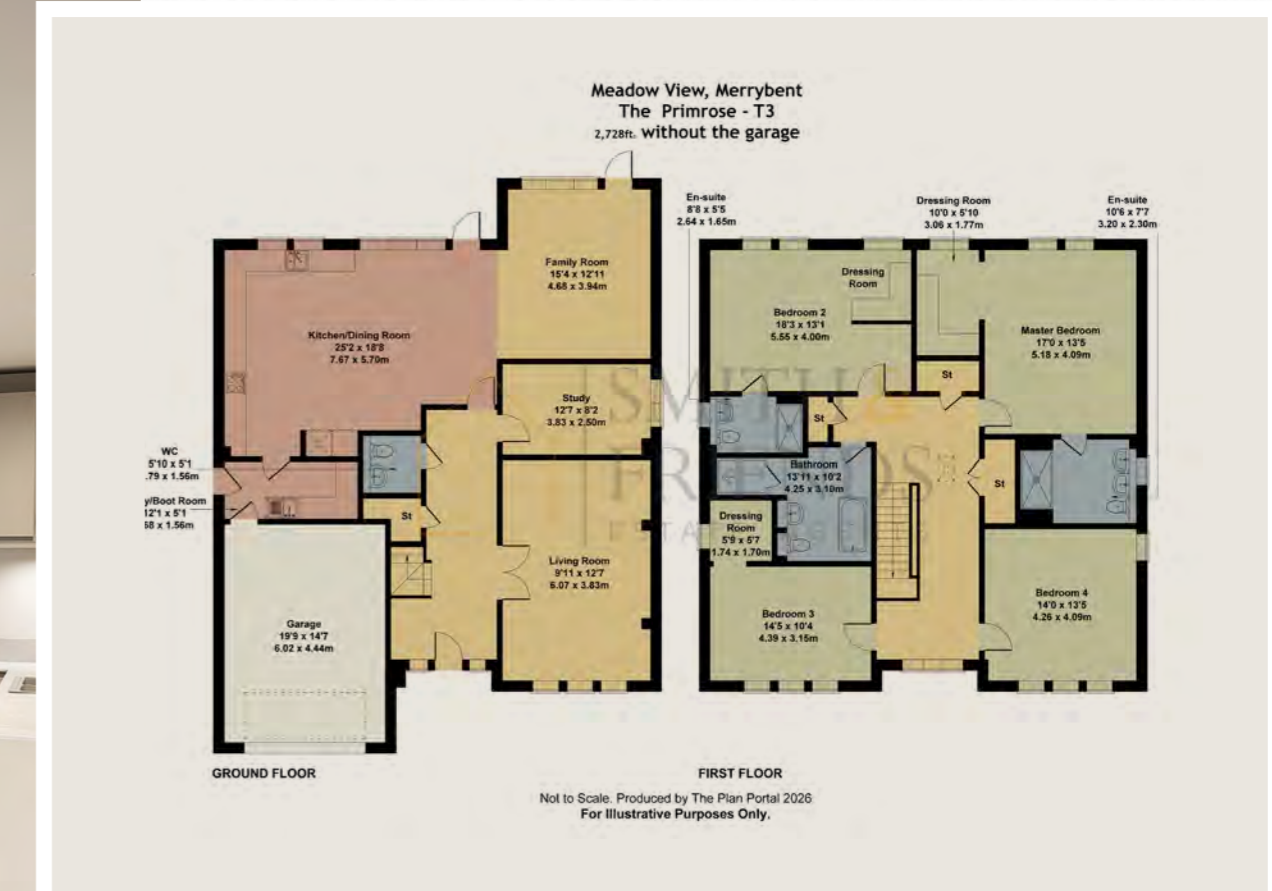 Meadow View, Merrybent
The Primrose - T3
2,728ft. without the garage
Family Room
15'4 x 12'11
4.68 x 3.94m
Kitchen/Dining Room
25'2 x 18'8
7.67 x 5.70m
Study
12'7 x 8'2
3.83 x 2.50m
WC
5'10 x 5'1
.79 x 1.56m
y/Boot Room
12'1 x 5'1
68 x 1.56m
St
Living Room
9'11 x 12'7
6.07 x 3.83m
Garage
19'9 x 14'7
6.02 x 4.44m
GROUND FLOOR
En-suite
8'8 x 5'5
2.64 x 1.65m
Dressing Room
10'0 x 5'10
3.06 x 1.77m
En-suite
10'6 x 7'7
3.20 x 2.30m
Dressing
Room
Bedroom 2
18'3 x 13'1
5.55 x 4.00m
Master Bedroom
17'0 x 13'5
5.18 x 4.09m
St
St
Bathroom
13'11 x 10'2
4.25 x 3.10m
St
Dressing
Room
5'9 x 5'7
1.74 x 1.70m
Bedroom 3
14'5 x 10'4
4.39 x 3.15m
Bedroom 4
14'0 x 13'5
4.26 x 4.09m
FIRST FLOOR
SMITH &
FRIENDS
Not to Scale. Produced by The Plan Portal 2026
For Illustrative Purposes Only.